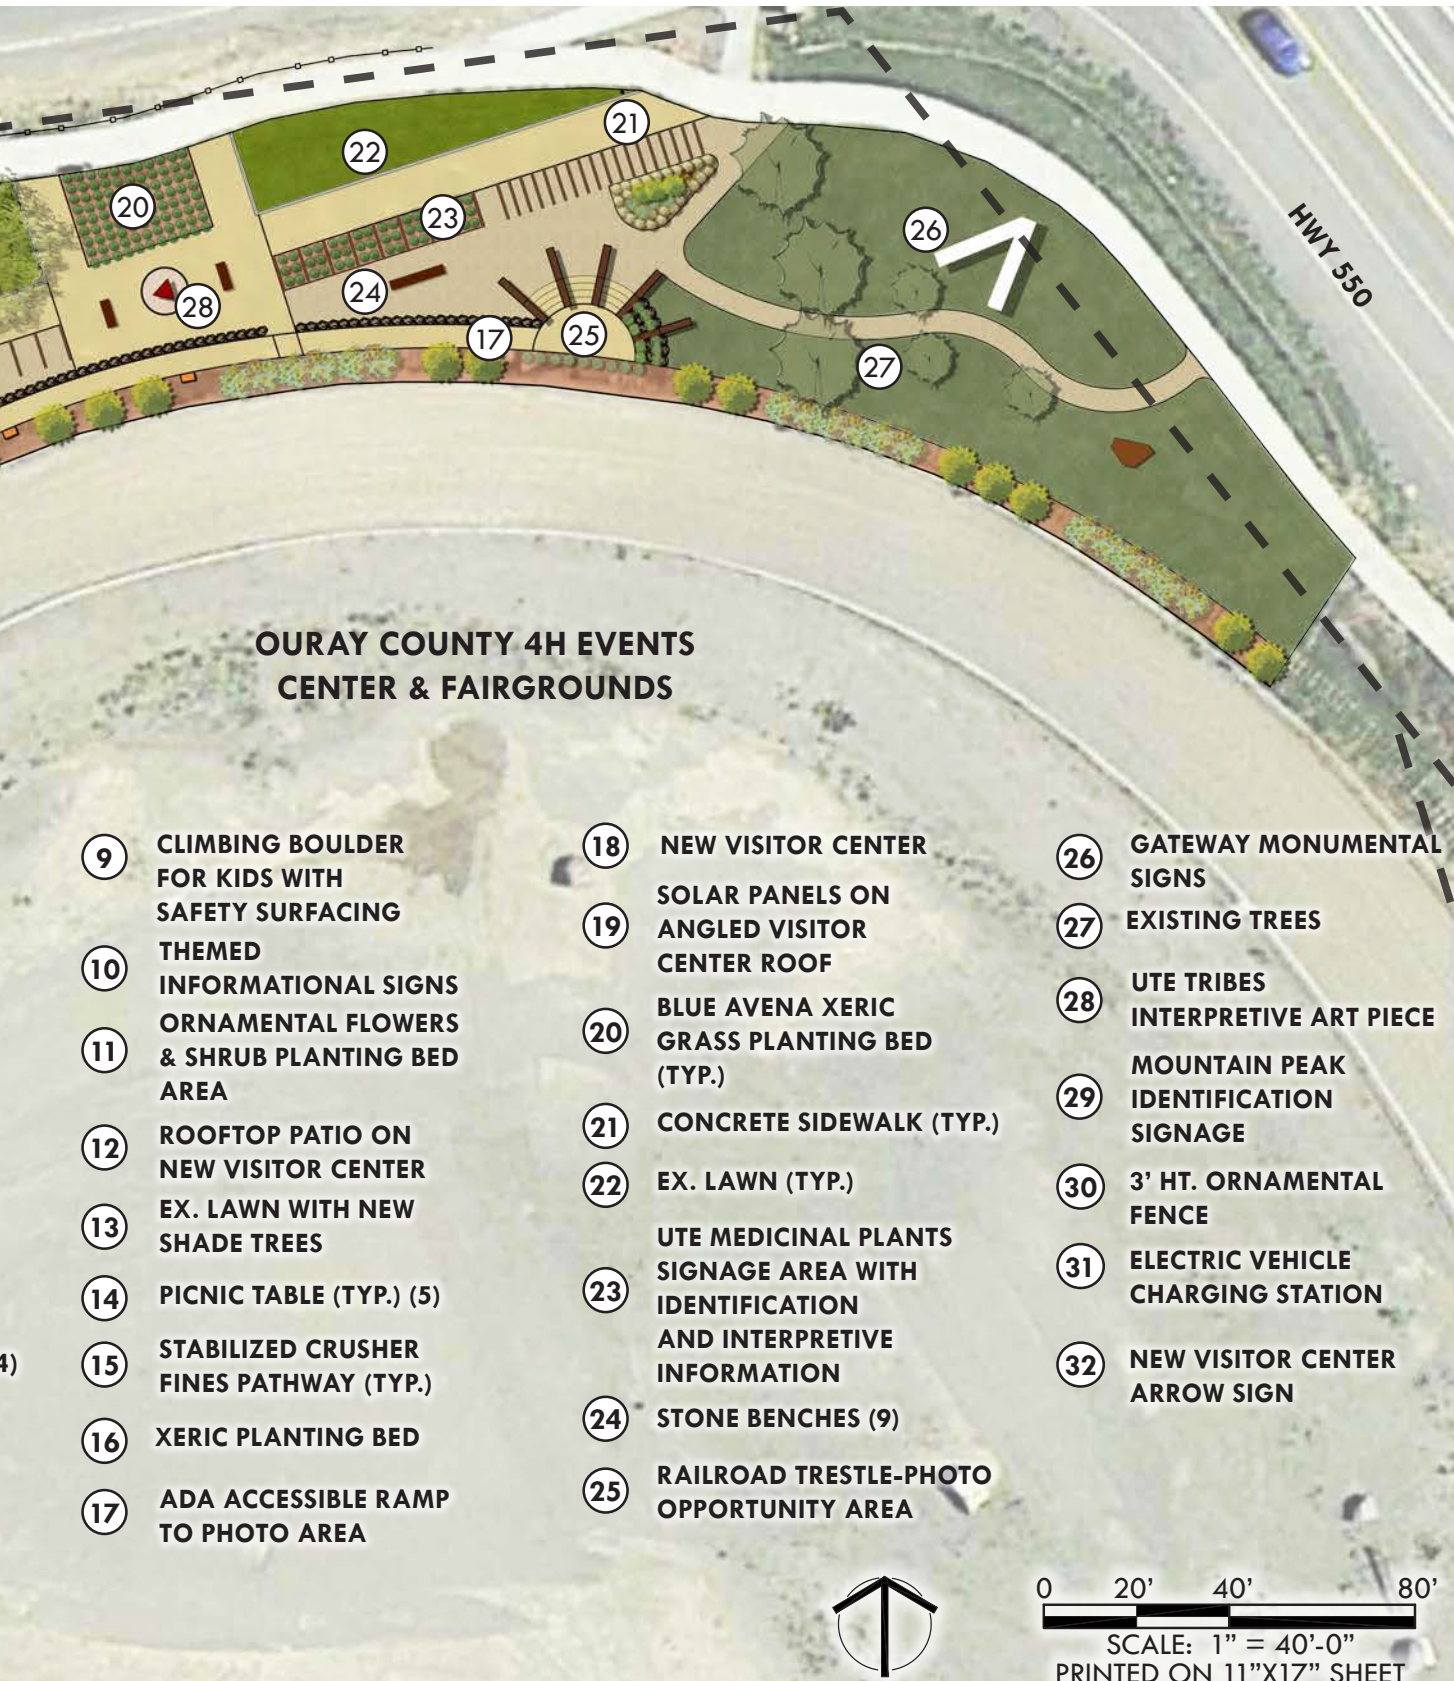 21
22
20
23
26
HWY 550
24
28
17
25
27
OURAY COUNTY 4H EVENTS
CENTER & FAIRGROUNDS
4)
9
CLIMBING BOULDER
FOR KIDS WITH
SAFETY SURFACING
10
THEMED
INFORMATIONAL SIGNS
11
ORNAMENTAL FLOWERS
& SHRUB PLANTING BED
AREA
12
ROOFTOP PATIO ON
NEW VISITOR CENTER
13
EX. LAWN WITH NEW
SHADE TREES
14
PICNIC TABLE (TYP.) (5)
15
STABILIZED CRUSHER
FINES PATHWAY (TYP.)
16
XERIC PLANTING BED
17
ADA ACCESSIBLE RAMP
TO PHOTO AREA
18
NEW VISITOR CENTER
19
SOLAR PANELS ON
ANGLED VISITOR
CENTER ROOF
20
BLUE AVENA XERIC
GRASS PLANTING BED
(TYP.)
21
CONCRETE SIDEWALK (TYP.)
22
EX. LAWN (TYP.)
23
UTE MEDICINAL PLANTS
SIGNAGE AREA WITH
IDENTIFICATION
AND INTERPRETIVE
INFORMATION
24
STONE BENCHES (9)
25
RAILROAD TRESTLE-PHOTO
OPPORTUNITY AREA
26
GATEWAY MONUMENTAL
SIGNS
27
EXISTING TREES
28
UTE TRIBES
INTERPRETIVE ART PIECE
29
MOUNTAIN PEAK
IDENTIFICATION
SIGNAGE
30
3' HT. ORNAMENTAL
FENCE
31
ELECTRIC VEHICLE
CHARGING STATION
32
NEW VISITOR CENTER
ARROW SIGN
0 20' 40' 80'
SCALE: 1" = 40'-0"
PRINTED ON 11"X17" SHEET